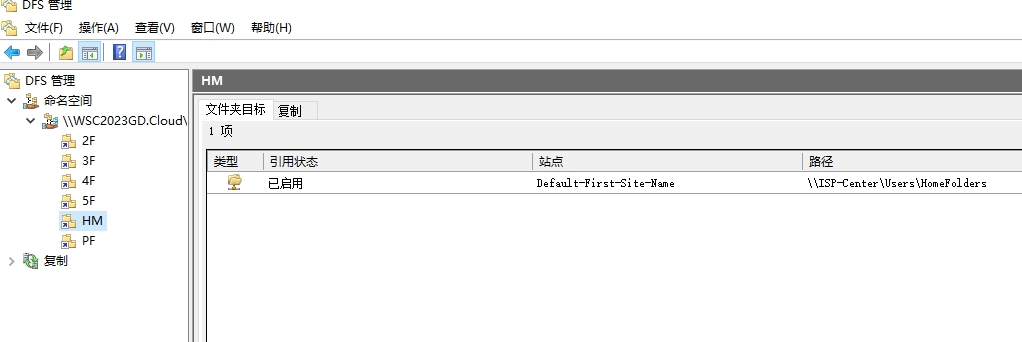 DFS 管理
文件(F) 操作(A) 查看(V) 窗口(W) 帮助(H)
DFS 管理
命名空间
\\WSC2023GD.Cloud\
2F
3F
4F
5F
HM
PF
复制
HM
文件夹目标 复制
1 项
类型 引用状态 站点 路径
已启用 Default-First-Site-Name \\ISP-Center\Users\HomeFolders